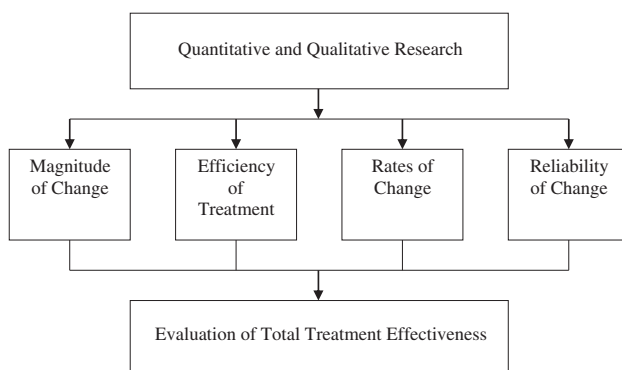 Quantitative and Qualitative Research
Magnitude
of Change
Efficiency
of
Treatment
Rates of
Change
Reliability
of Change
Evaluation of Total Treatment Effectiveness